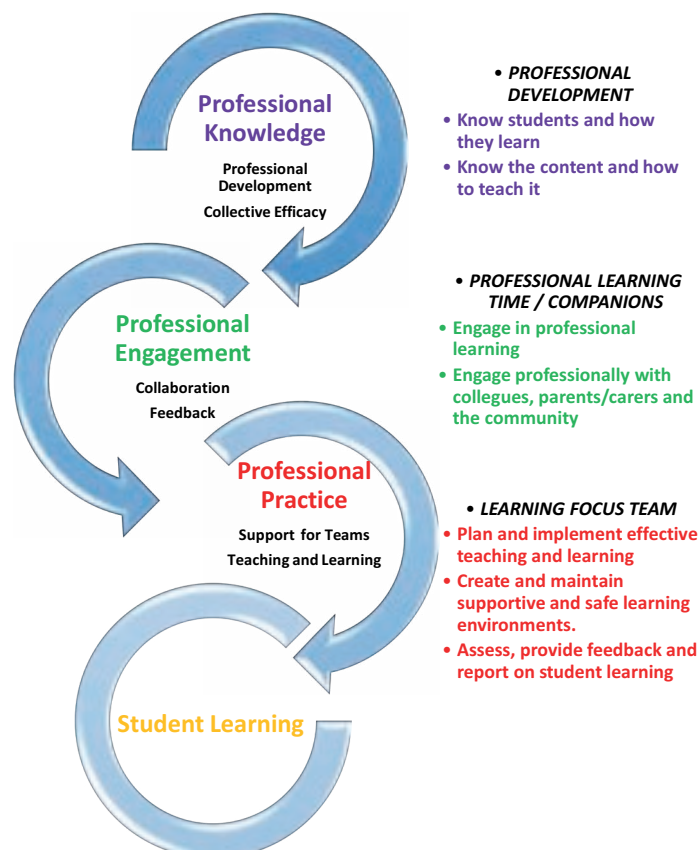 Professional
Knowledge
Professional
Development
Collective Efficacy
• PROFESSIONAL
DEVELOPMENT
• Know students and how
they learn
• Know the content and how
to teach it
Professional
Engagement
Collaboration
Feedback
• PROFESSIONAL LEARNING
TIME / COMPANIONS
• Engage in professional
learning
• Engage professionally with
collegues, parents/carers and
the community
Professional
Practice
Support for Teams
Teaching and Learning
• LEARNING FOCUS TEAM
• Plan and implement effective
teaching and learning
• Create and maintain
supportive and safe learning
environments.
• Assess, provide feedback and
report on student learning
Student Learning